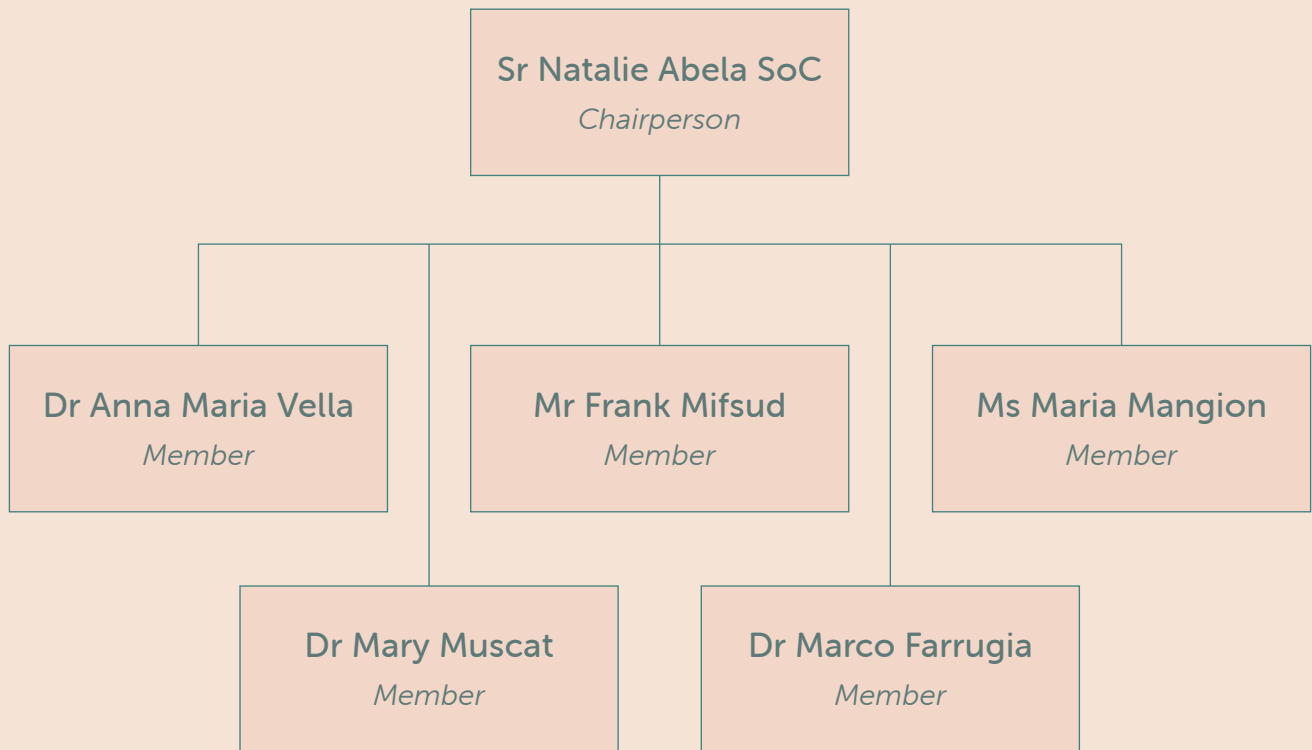 Sr Natalie Abela SoC
Chairperson
Dr Anna Maria Vella
Member
Mr Frank Mifsud
Member
Ms Maria Mangion
Member
Dr Mary Muscat
Member
Dr Marco Farrugia
Member